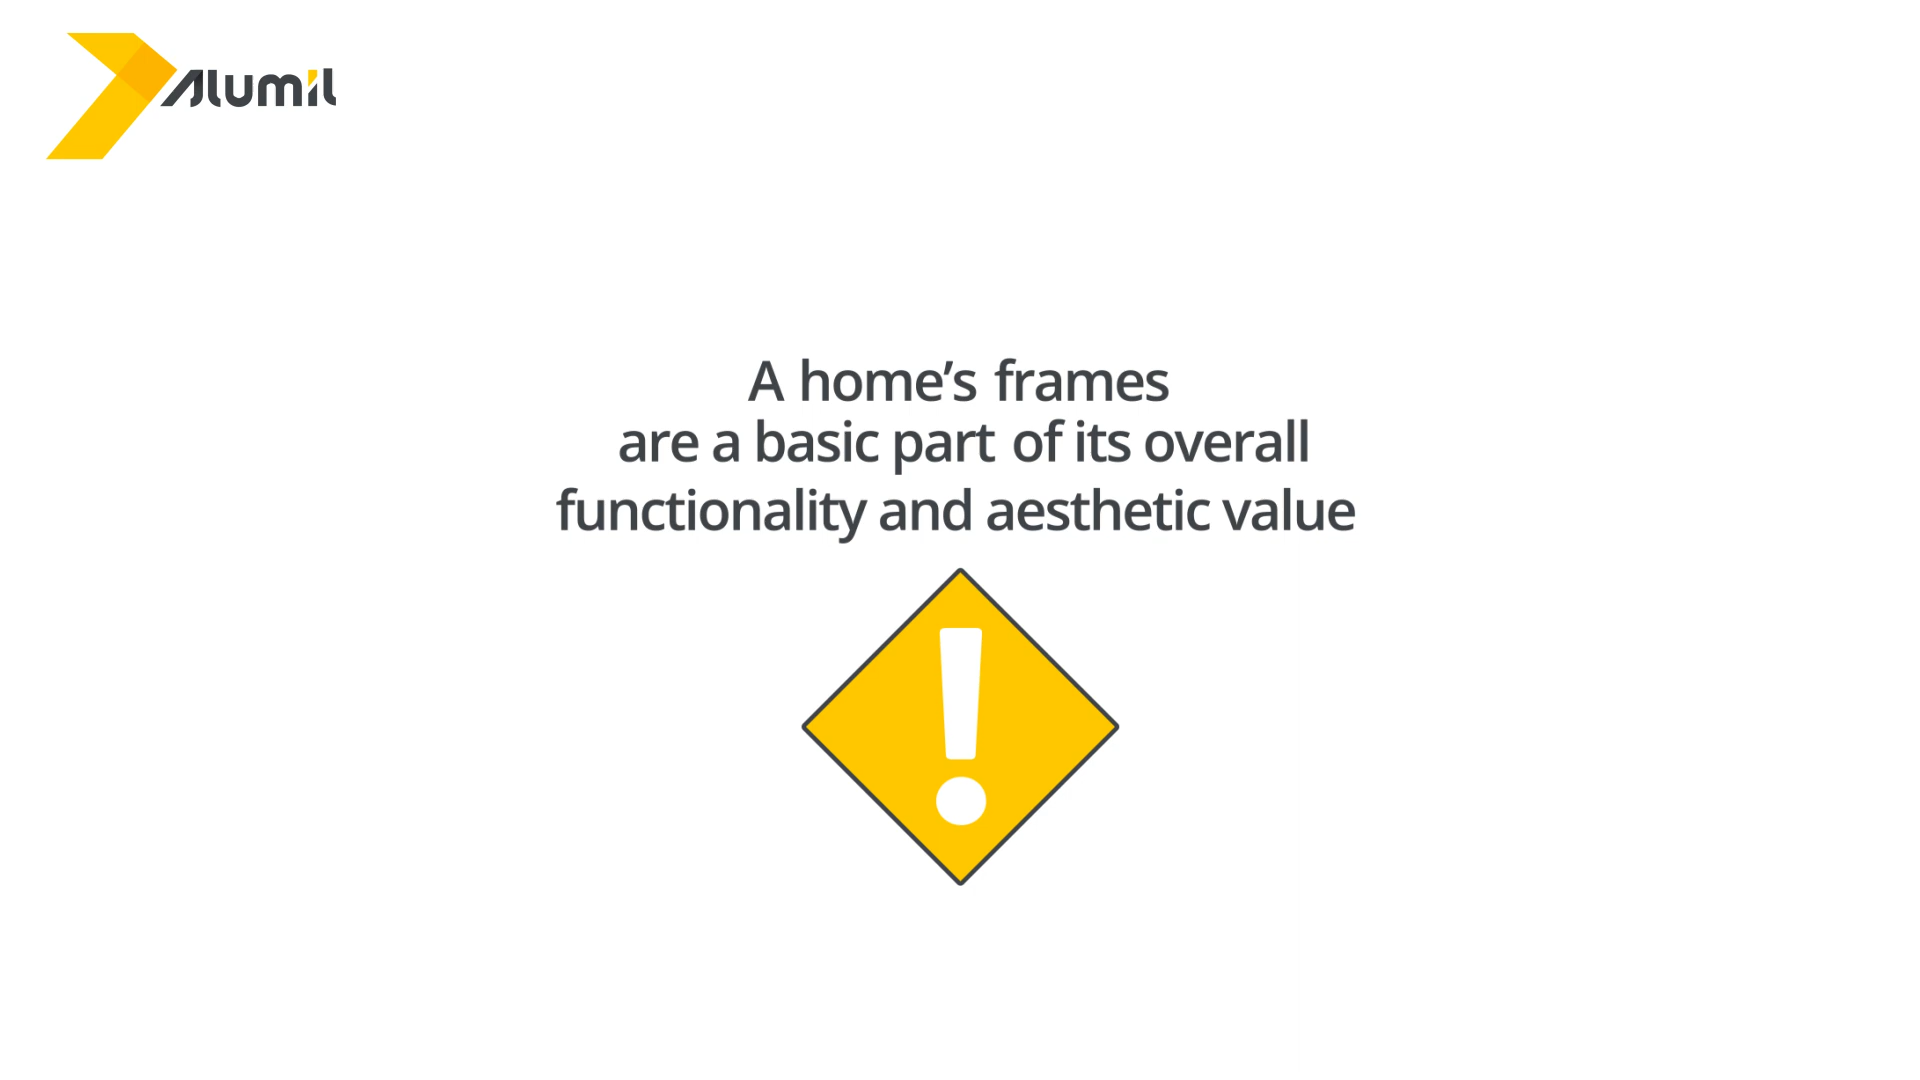 Alumil
A home’s frames
are a basic part of its overall
functionality and aesthetic value
!